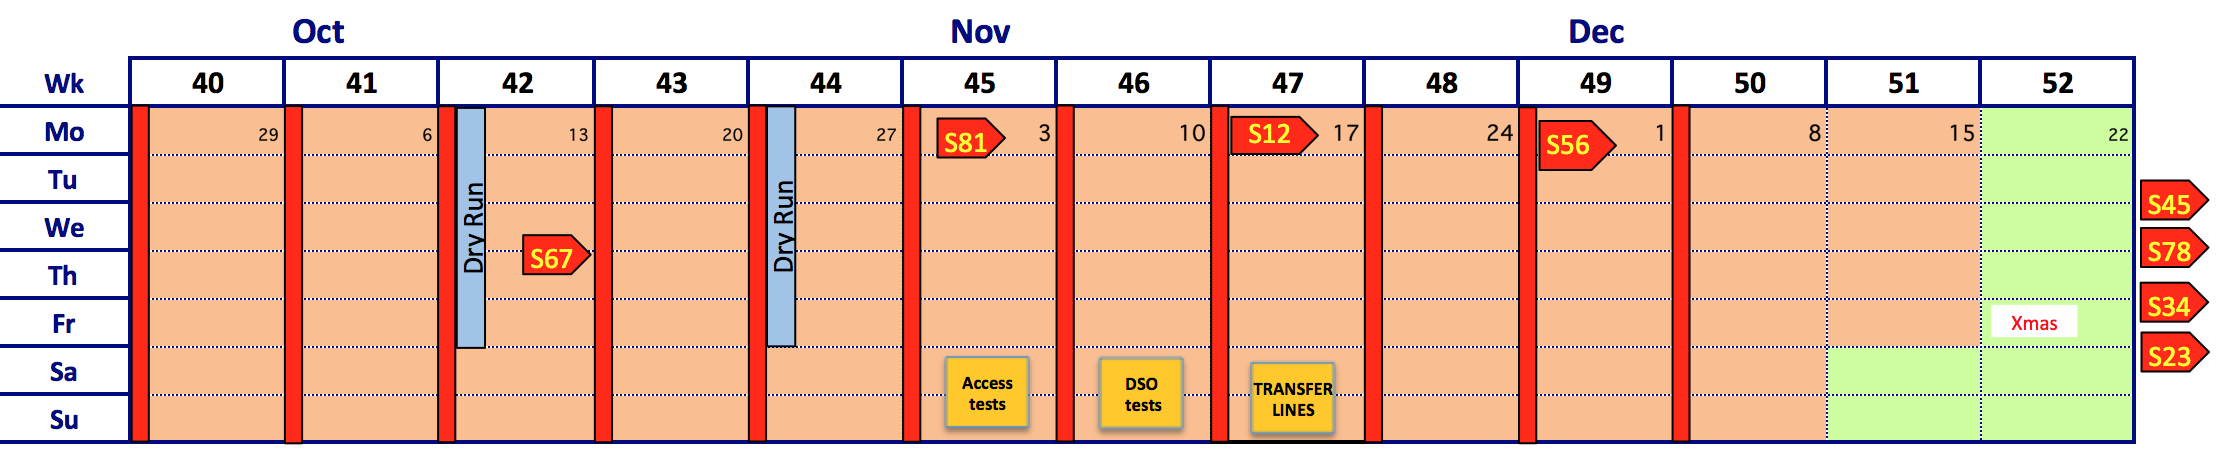 Oct Nov Dec
Wk 40 41 42 43 44 45 46 47 48 49 50 51 52
Mo 29 6 13 20 27 S81 3 10 S12 17 24 S56 1 8 15 22
Tu S45
We S78
Th S67
Dry Run
Dry Run
Fr Xmas S34
Sa Access tests DSO tests TRANSFER LINES S23
Su